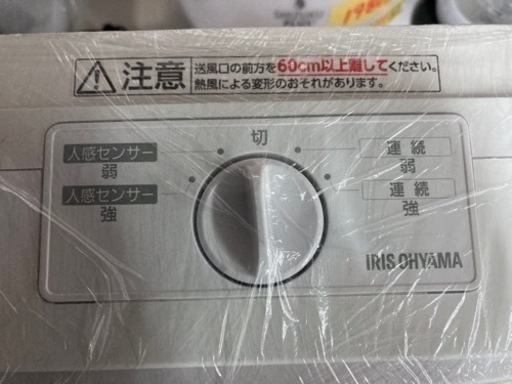 注意
送風口の前方を60cm以上離してください。
熱風による変形のおそれがあります。
切
人感センサー
弱
人感センサー
強
連続
弱
連続
強
IRIS OHYAMA